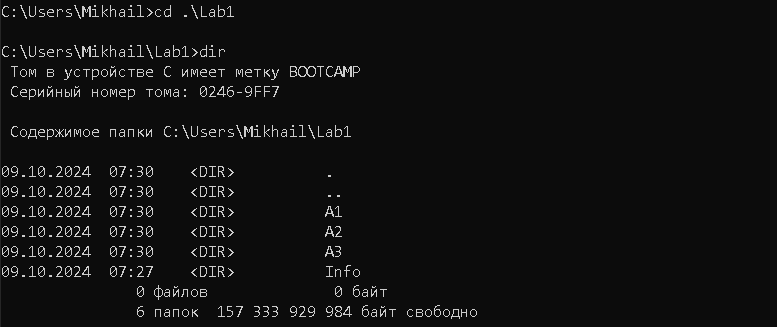 C:\Users\Mikhail>cd .\Lab1
C:\Users\Mikhail\Lab1>dir
Том в устройстве C имеет метку BOOTCAMP
Серийный номер тома: 0246-9FF7
Содержимое папки C:\Users\Mikhail\Lab1
09.10.2024  07:30    <DIR>          .
09.10.2024  07:30    <DIR>          ..
09.10.2024  07:30    <DIR>          A1
09.10.2024  07:30    <DIR>          A2
09.10.2024  07:30    <DIR>          A3
09.10.2024  07:27    <DIR>          Info
0 файлов              0 байт
6 папок  157 333 929 984 байт свободно